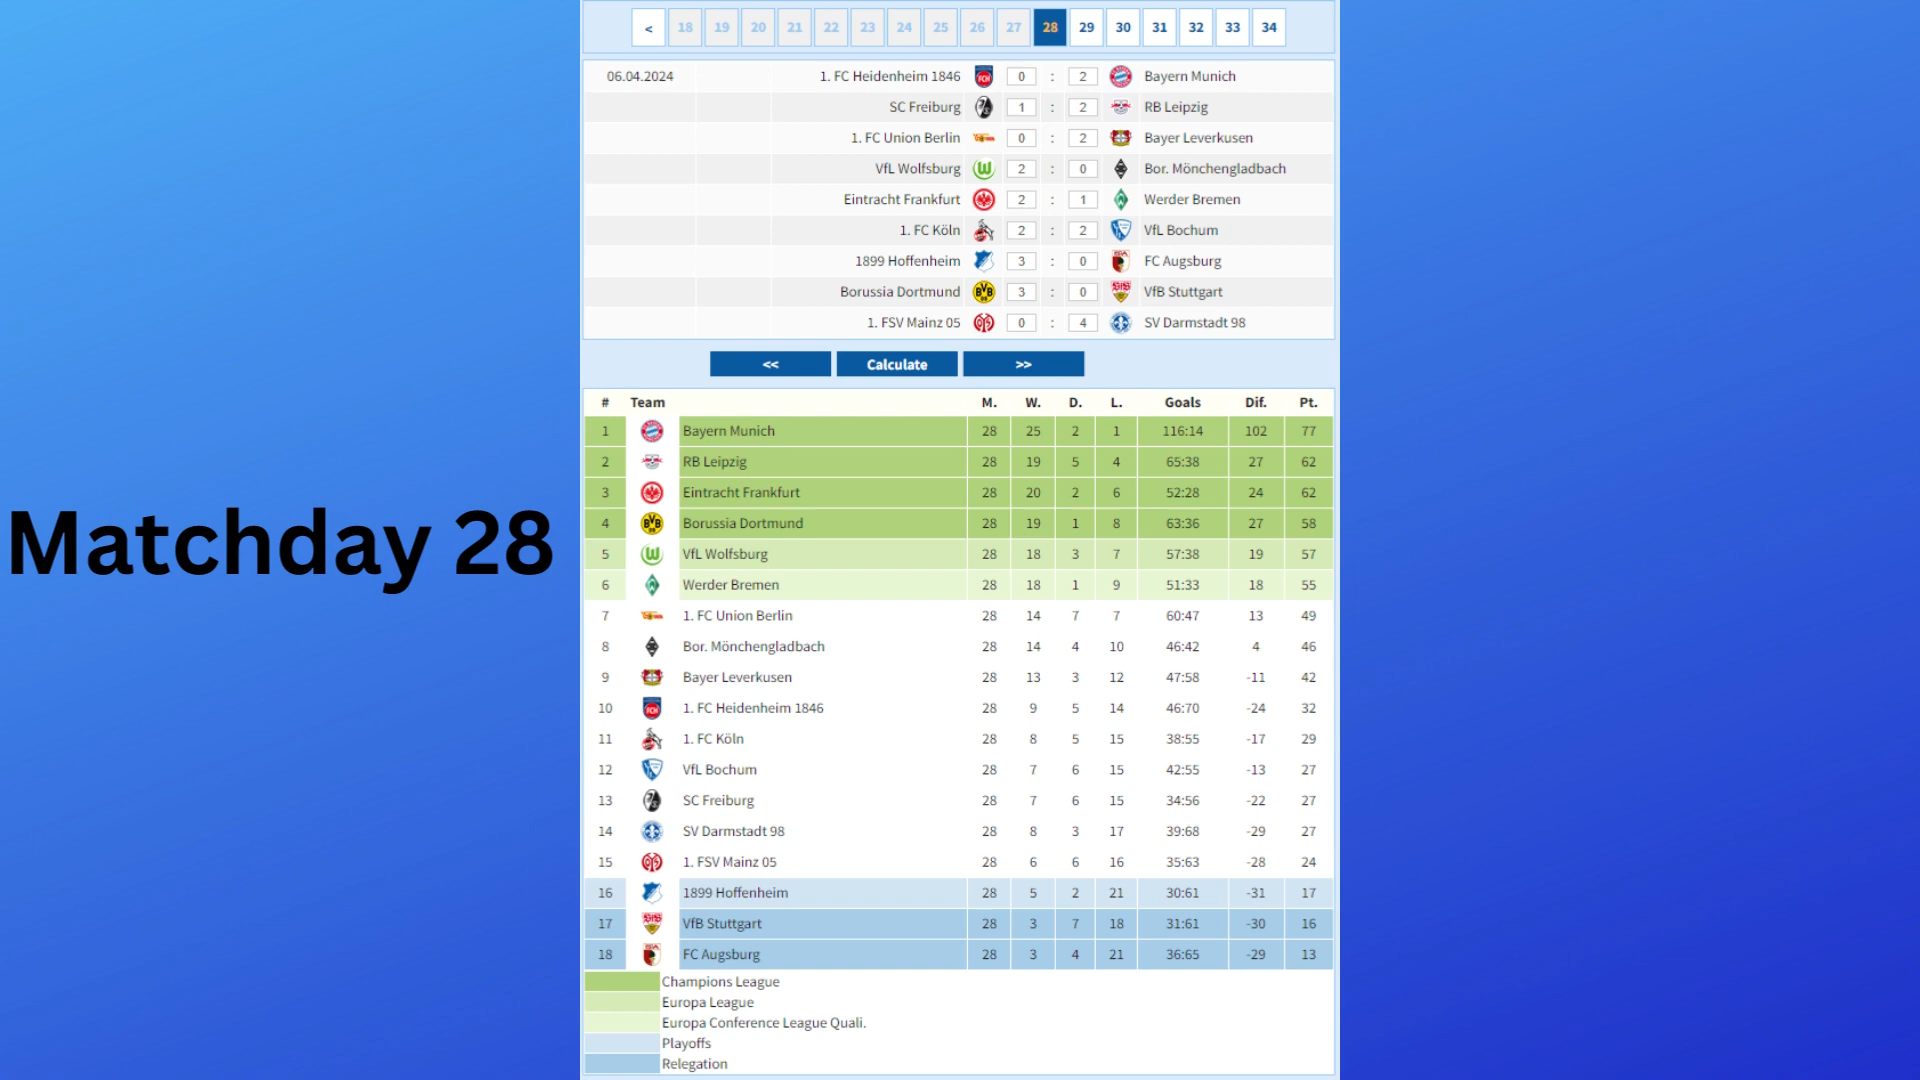 < 18 19 20 21 22 23 24 25 26 27 28 29 30 31 32 33 34
06.04.2024 1. FC Heidenheim 1846 0 : 2 Bayern Munich
SC Freiburg 1 : 2 RB Leipzig
1. FC Union Berlin 0 : 2 Bayer Leverkusen
VfL Wolfsburg 2 : 0 Bor. Mönchengladbach
Eintracht Frankfurt 2 : 1 Werder Bremen
1. FC Köln 2 : 2 VfL Bochum
1899 Hoffenheim 3 : 0 FC Augsburg
Borussia Dortmund 3 : 0 VfB Stuttgart
1. FSV Mainz 05 0 : 4 SV Darmstadt 98
<< Calculate >>
# Team M. W. D. L. Goals Dif. Pt.
1 Bayern Munich 28 25 2 1 116:14 102 77
2 RB Leipzig 28 19 5 4 65:38 27 62
3 Eintracht Frankfurt 28 20 2 6 52:28 24 62
4 Borussia Dortmund 28 19 1 8 63:36 27 58
5 VfL Wolfsburg 28 18 3 7 57:38 19 57
6 Werder Bremen 28 18 1 9 51:33 18 55
7 1. FC Union Berlin 28 14 7 7 60:47 13 49
8 Bor. Mönchengladbach 28 14 4 10 46:42 4 46
9 Bayer Leverkusen 28 13 3 12 47:58 -11 42
10 1. FC Heidenheim 1846 28 9 5 14 46:70 -24 32
11 1. FC Köln 28 8 5 15 38:55 -17 29
12 VfL Bochum 28 7 6 15 42:55 -13 27
13 SC Freiburg 28 7 6 15 34:56 -22 27
14 SV Darmstadt 98 28 8 3 17 39:68 -29 27
15 1. FSV Mainz 05 28 6 6 16 35:63 -28 24
16 1899 Hoffenheim 28 5 2 21 30:61 -31 17
17 VfB Stuttgart 28 3 7 18 31:61 -30 16
18 FC Augsburg 28 3 4 21 36:65 -29 13
Champions League
Europa League
Europa Conference League Quali.
Playoffs
Relegation
Matchday 28